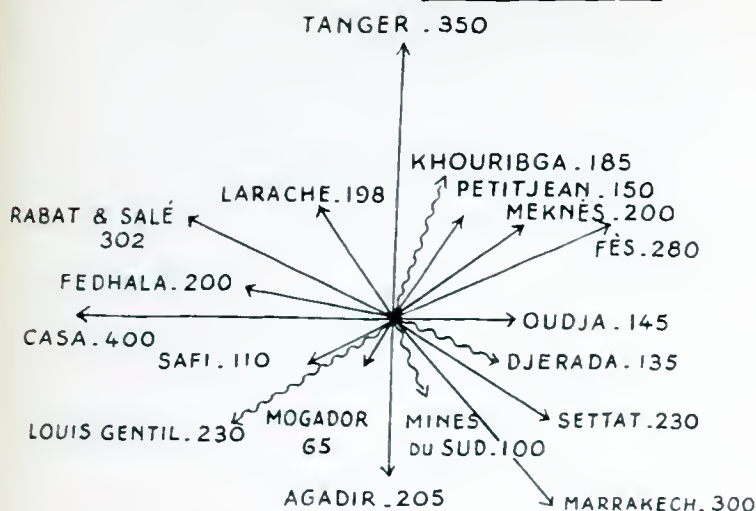 TANGER . 350
KHOURIBGA . 185
PETITJEAN . 150
LARACHE . 198
MEKNÈS . 200
RABAT & SALÉ
302
FÈS . 280
FEDHALA . 200
OUDJA . 145
CASA . 400
SAFI . 110
DJERADA . 135
LOUIS GENTIL . 230
MOGADOR
65
MINES
DU SUD . 100
SETTAT . 230
AGADIR . 205
MARRAKECH . 300